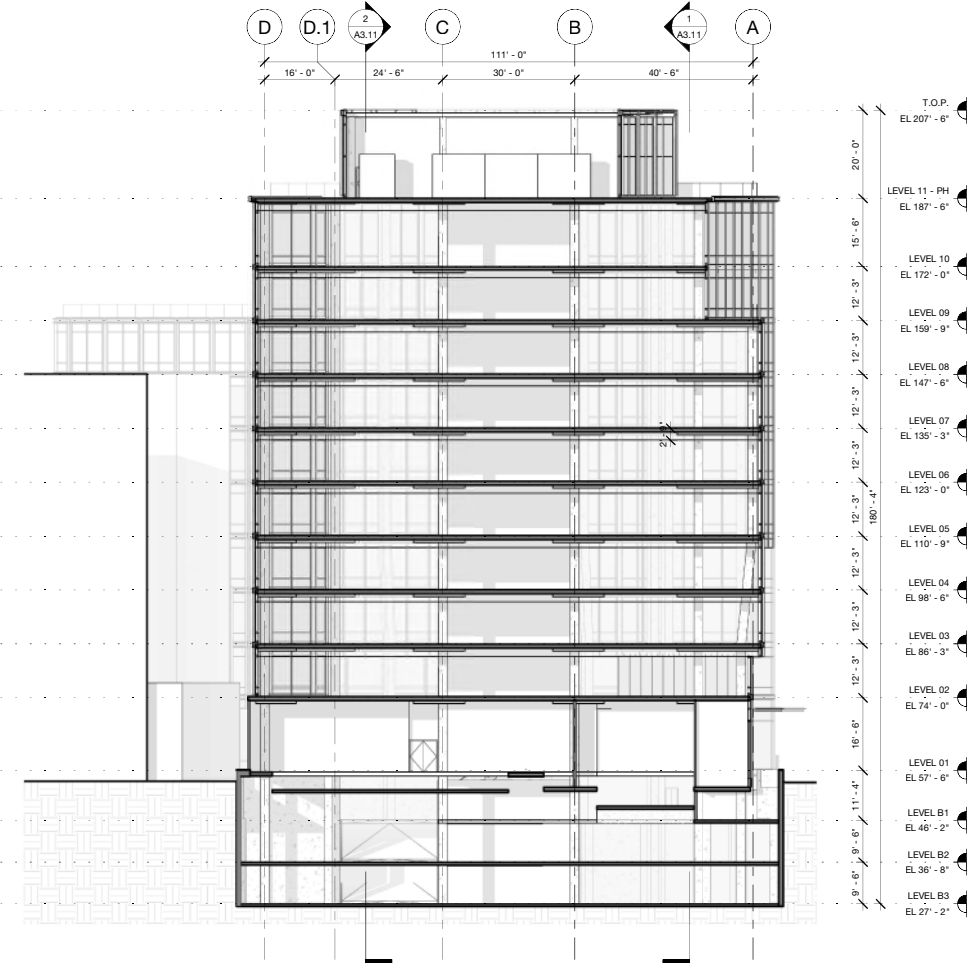 D D.1 2 C B 1 A
A3.11 A3.11
111' - 0"
16' - 0" 24' - 6" 30' - 0" 40' - 6"
T.O.P.
EL 207' - 6"
20' - 0"
LEVEL 11 - PH
EL 187' - 6"
15' - 6"
LEVEL 10
EL 172' - 0"
12' - 3"
LEVEL 09
EL 159' - 9"
12' - 3"
LEVEL 08
EL 147' - 6"
12' - 3"
LEVEL 07
EL 135' - 3"
12' - 3"
LEVEL 06
EL 123' - 0"
180' - 4"
12' - 3"
LEVEL 05
EL 110' - 9"
12' - 3"
LEVEL 04
EL 98' - 6"
12' - 3"
LEVEL 03
EL 86' - 3"
12' - 3"
LEVEL 02
EL 74' - 0"
16' - 6"
LEVEL 01
EL 57' - 6"
11' - 4"
LEVEL B1
EL 46' - 2"
9' - 6"
LEVEL B2
EL 36' - 8"
9' - 6"
LEVEL B3
EL 27' - 2"